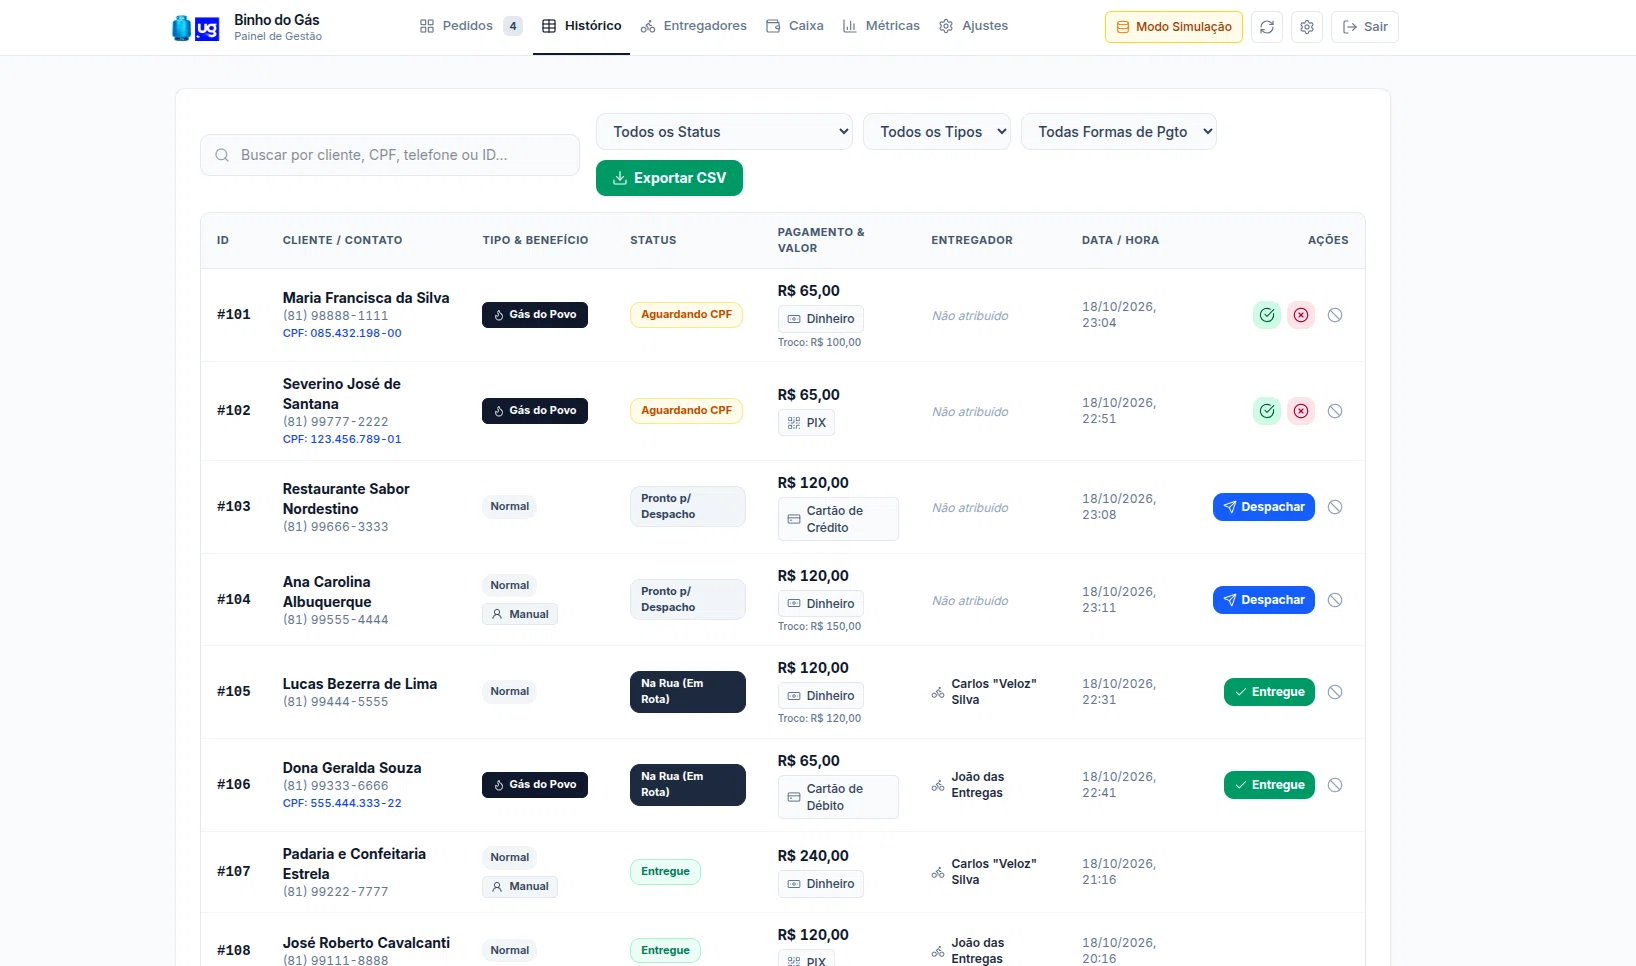 Binho do Gás
Painel de Gestão
ug
Pedidos 4
Histórico
Entregadores
Caixa
Métricas
Ajustes
Modo Simulação
Sair
Buscar por cliente, CPF, telefone ou ID...
Todos os Status
Todos os Tipos
Todas Formas de Pgto
Exportar CSV
ID
CLIENTE / CONTATO
TIPO & BENEFÍCIO
STATUS
PAGAMENTO &
VALOR
ENTREGADOR
DATA / HORA
AÇÕES
#101
Maria Francisca da Silva
(81) 98888-1111
CPF: 085.432.198-00
Gás do Povo
Aguardando CPF
R$ 65,00
Dinheiro
Troco: R$ 100,00
Não atribuído
18/10/2026,
23:04
#102
Severino José de
Santana
(81) 99777-2222
CPF: 123.456.789-01
Gás do Povo
Aguardando CPF
R$ 65,00
PIX
Não atribuído
18/10/2026,
22:51
#103
Restaurante Sabor
Nordestino
(81) 99666-3333
Normal
Pronto p/
Despacho
R$ 120,00
Cartão de
Crédito
Não atribuído
18/10/2026,
23:08
Despachar
#104
Ana Carolina
Albuquerque
(81) 99555-4444
Normal
Manual
Pronto p/
Despacho
R$ 120,00
Dinheiro
Troco: R$ 150,00
Não atribuído
18/10/2026,
23:11
Despachar
#105
Lucas Bezerra de Lima
(81) 99444-5555
Normal
Na Rua (Em
Rota)
R$ 120,00
Dinheiro
Troco: R$ 120,00
Carlos "Veloz"
Silva
18/10/2026,
22:31
Entregue
#106
Dona Geralda Souza
(81) 99333-6666
CPF: 555.444.333-22
Gás do Povo
Na Rua (Em
Rota)
R$ 65,00
Cartão de
Débito
João das
Entregas
18/10/2026,
22:41
Entregue
#107
Padaria e Confeitaria
Estrela
(81) 99222-7777
Normal
Manual
Entregue
R$ 240,00
Dinheiro
Carlos "Veloz"
Silva
18/10/2026,
21:16
#108
José Roberto Cavalcanti
(81) 99111-8888
Normal
Entregue
R$ 120,00
PIX
João das
Entregas
18/10/2026,
20:16